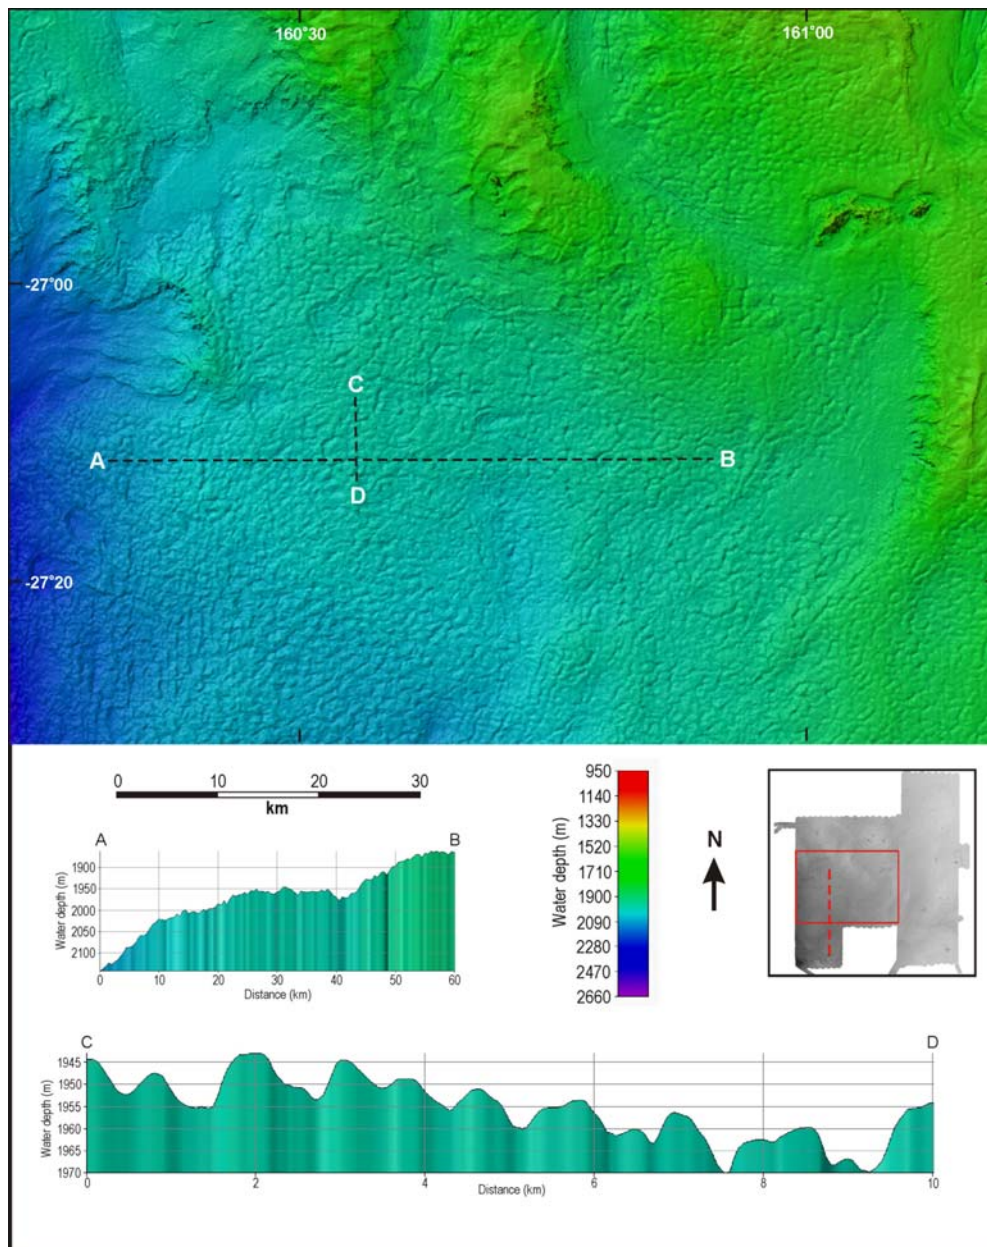 160°30
161°00
-27°00
C
A
B
D
-27°20
0 10 20 30
km
A B
Water depth (m)
1900
1950
2000
2050
2100
0 10 20 30 40 50 60
Distance (km)
Water depth (m)
950
1140
1330
1520
1710
1900
2090
2280
2470
2660
N
C D
Water depth (m)
1945
1950
1955
1960
1965
1970
0 2 4 6 8 10
Distance (km)